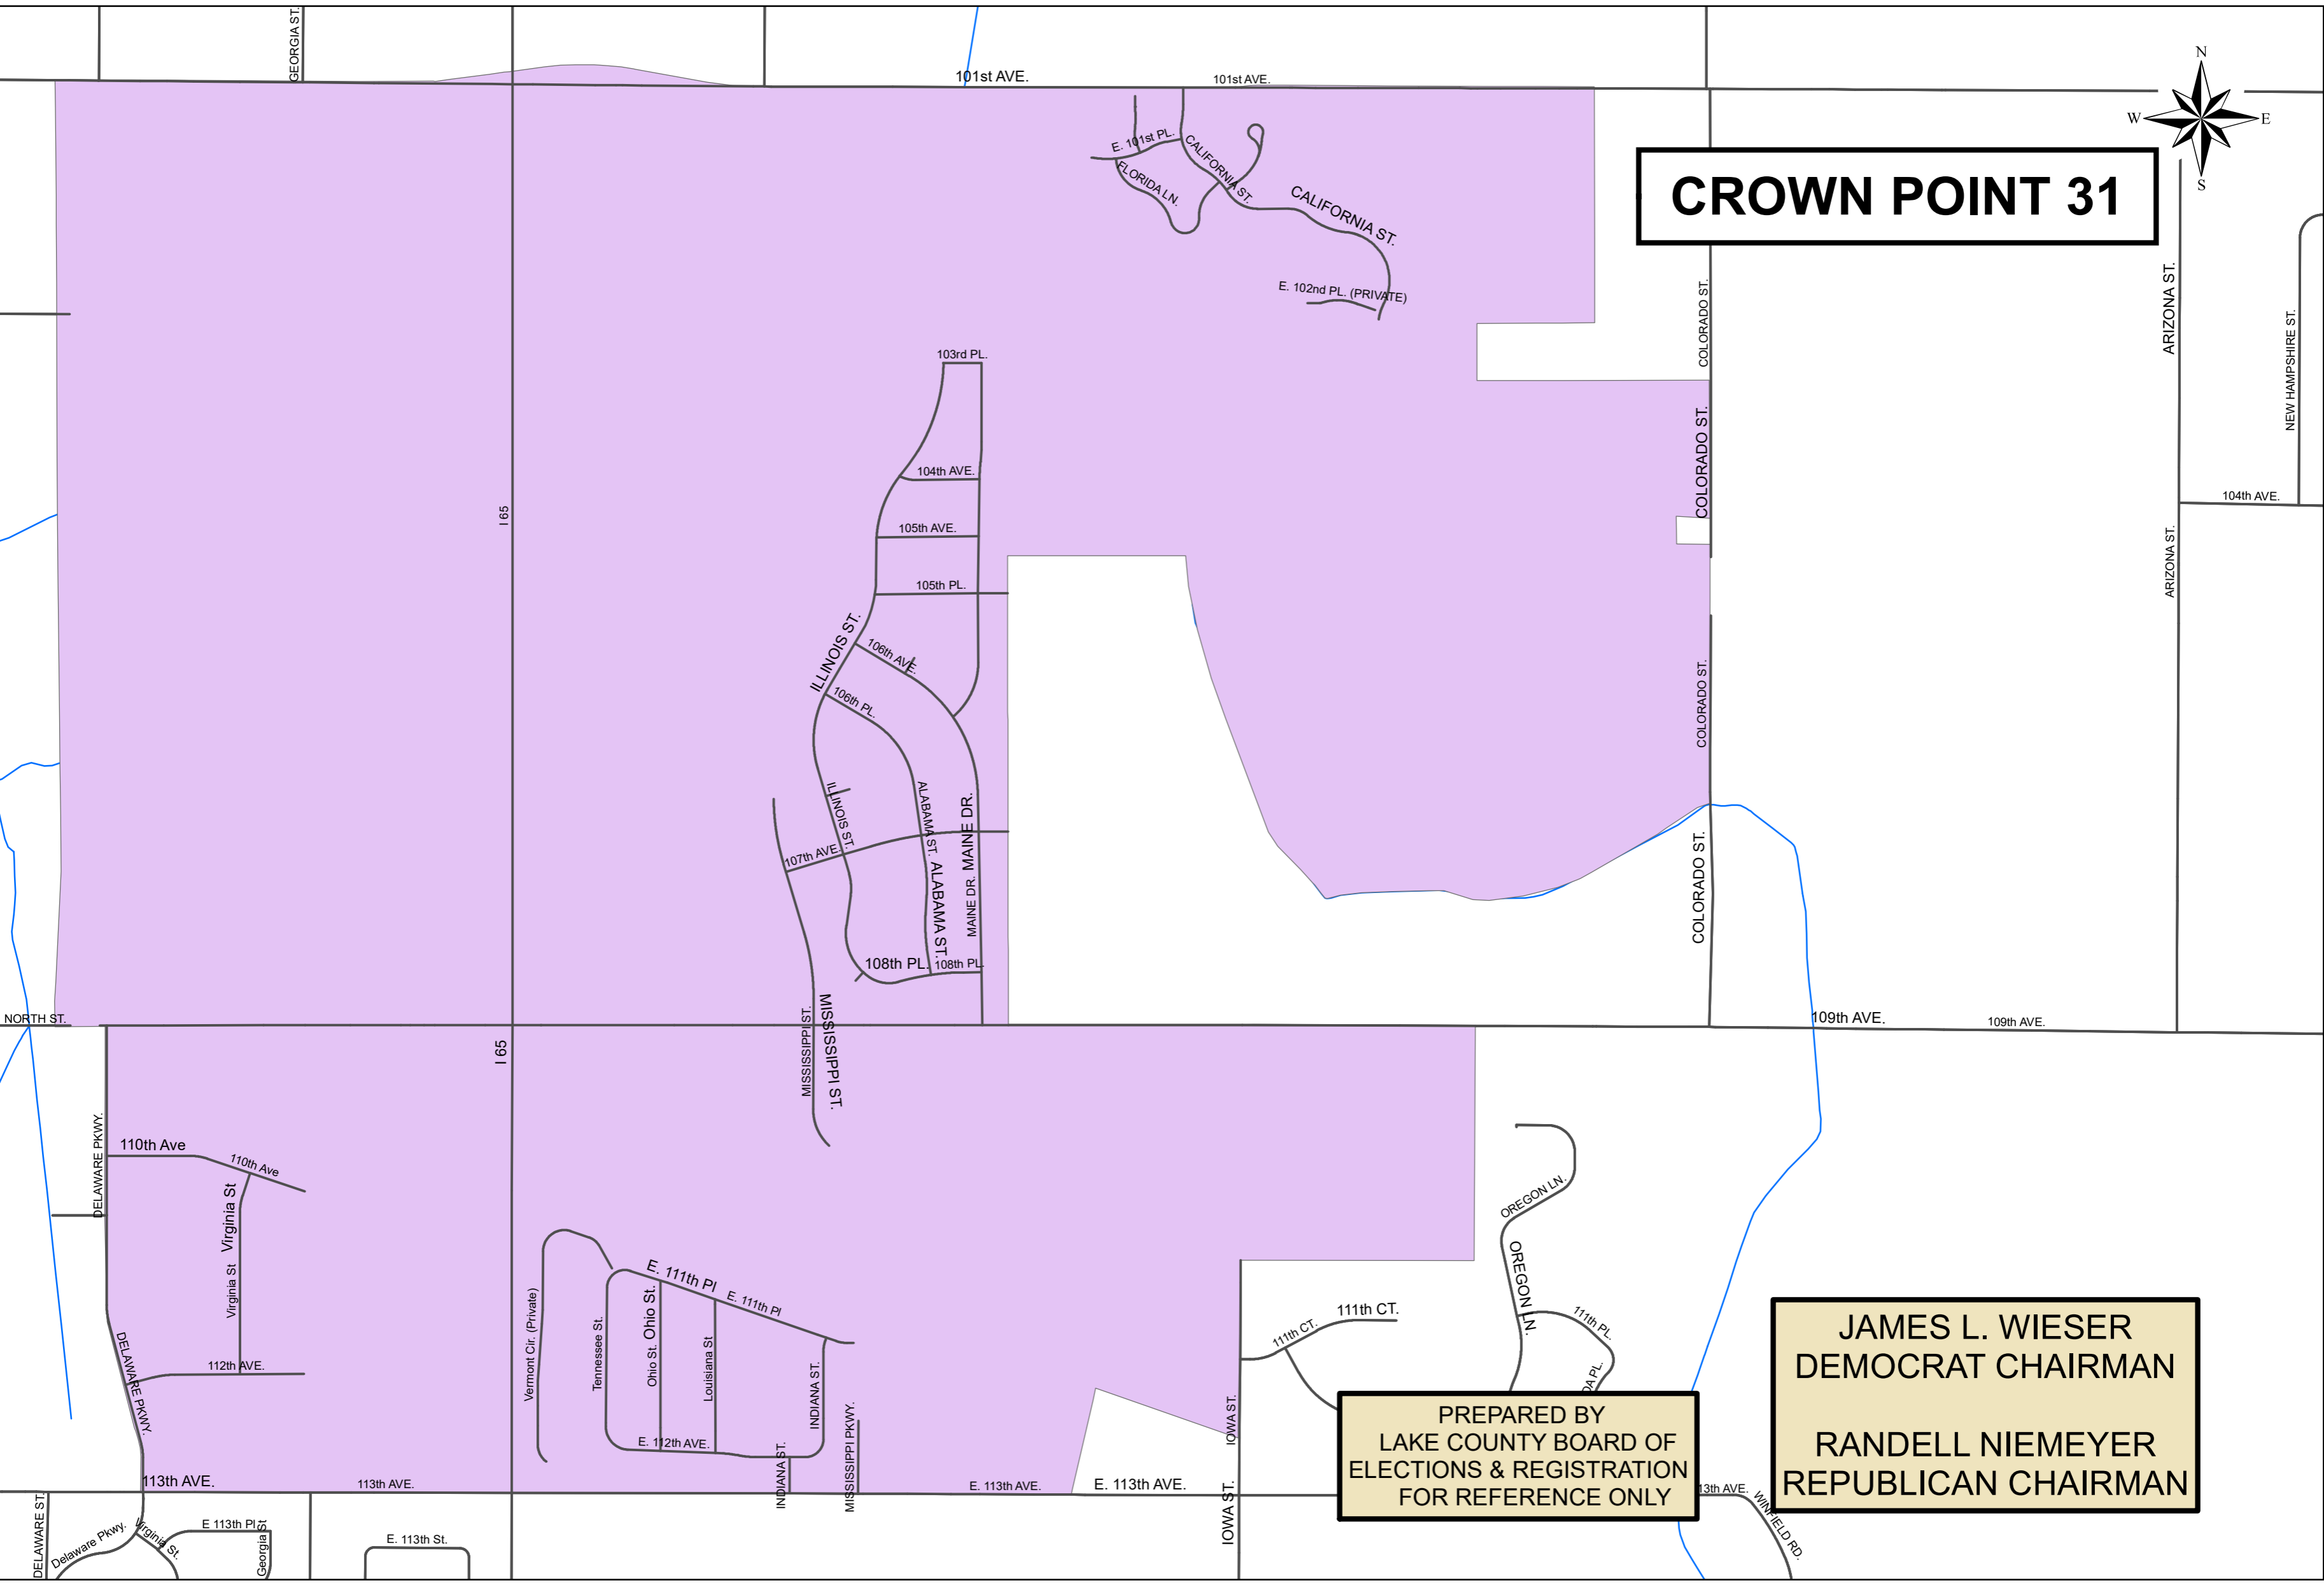 GEORGIA ST.
101st AVE.
101st AVE.
N
W
E
S
CROWN POINT 31
E. 101st PL.
CALIFORNIA ST.
FLORIDA LN.
CALIFORNIA ST.
E. 102nd PL. (PRIVATE)
COLORADO ST.
ARIZONA ST.
NEW HAMPSHIRE ST.
103rd PL.
COLORADO ST.
104th AVE.
104th AVE.
I 65
105th AVE.
ARIZONA ST.
105th PL.
ILLINOIS ST.
106th AVE.
106th PL.
COLORADO ST.
ILLINOIS ST.
ALABAMA ST.
MAINE DR.
107th AVE.
ALABAMA ST.
MAINE DR.
COLORADO ST.
108th PL.
108th PL.
NORTH ST.
MISSISSIPPI ST.
MISSISSIPPI ST.
109th AVE.
109th AVE.
I 65
DELAWARE PKWY.
110th Ave
110th Ave
Virginia St
Virginia St
OREGON LN.
OREGON LN.
E. 111th Pl
E. 111th Pl
Vermont Cir. (Private)
Tennessee St.
Ohio St.
Ohio St.
Louisiana St
INDIANA ST.
111th CT.
111th CT.
111th PL.
DA PL.
DELAWARE PKWY.
112th AVE.
E. 112th AVE.
INDIANA ST.
MISSISSIPPI PKWY.
IOWA ST.
JAMES L. WIESER
DEMOCRAT CHAIRMAN
RANDELL NIEMEYER
REPUBLICAN CHAIRMAN
PREPARED BY
LAKE COUNTY BOARD OF
ELECTIONS & REGISTRATION
FOR REFERENCE ONLY
113th AVE.
113th AVE.
E. 113th AVE.
E. 113th AVE.
13th AVE.
WINFIELD RD.
IOWA ST.
DELAWARE ST.
Delaware Pkwy.
Virginia St.
E 113th Pl
Georgia St
E. 113th St.